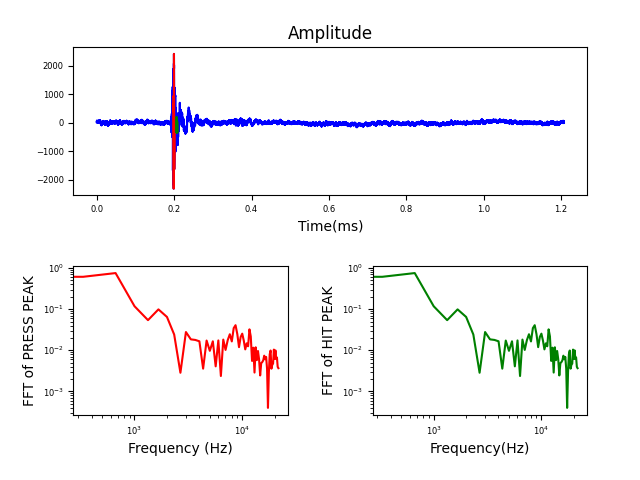 Amplitude
2000
1000
0
−1000
−2000
0.0 0.2 0.4 0.6 0.8 1.0 1.2
Time(ms)
FFT of PRESS PEAK
10⁰
10⁻¹
10⁻²
10⁻³
10³ 10⁴
Frequency (Hz)
FFT of HIT PEAK
10⁰
10⁻¹
10⁻²
10⁻³
10³ 10⁴
Frequency(Hz)